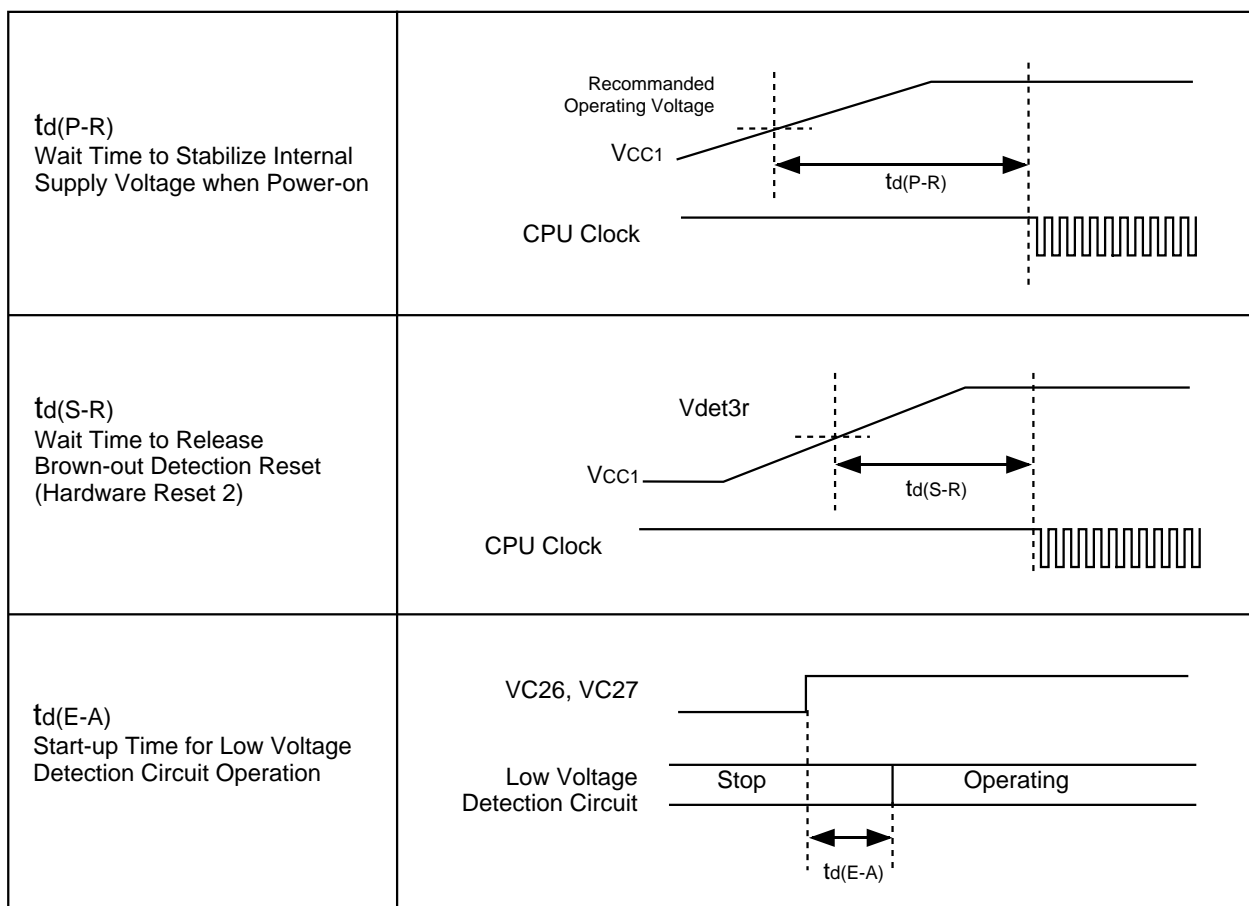 td(P-R)
Wait Time to Stabilize Internal
Supply Voltage when Power-on
Recommanded
Operating Voltage
VCC1
td(P-R)
CPU Clock
td(S-R)
Wait Time to Release
Brown-out Detection Reset
(Hardware Reset 2)
Vdet3r
VCC1
td(S-R)
CPU Clock
td(E-A)
Start-up Time for Low Voltage
Detection Circuit Operation
VC26, VC27
Low Voltage
Detection Circuit
Stop
Operating
td(E-A)